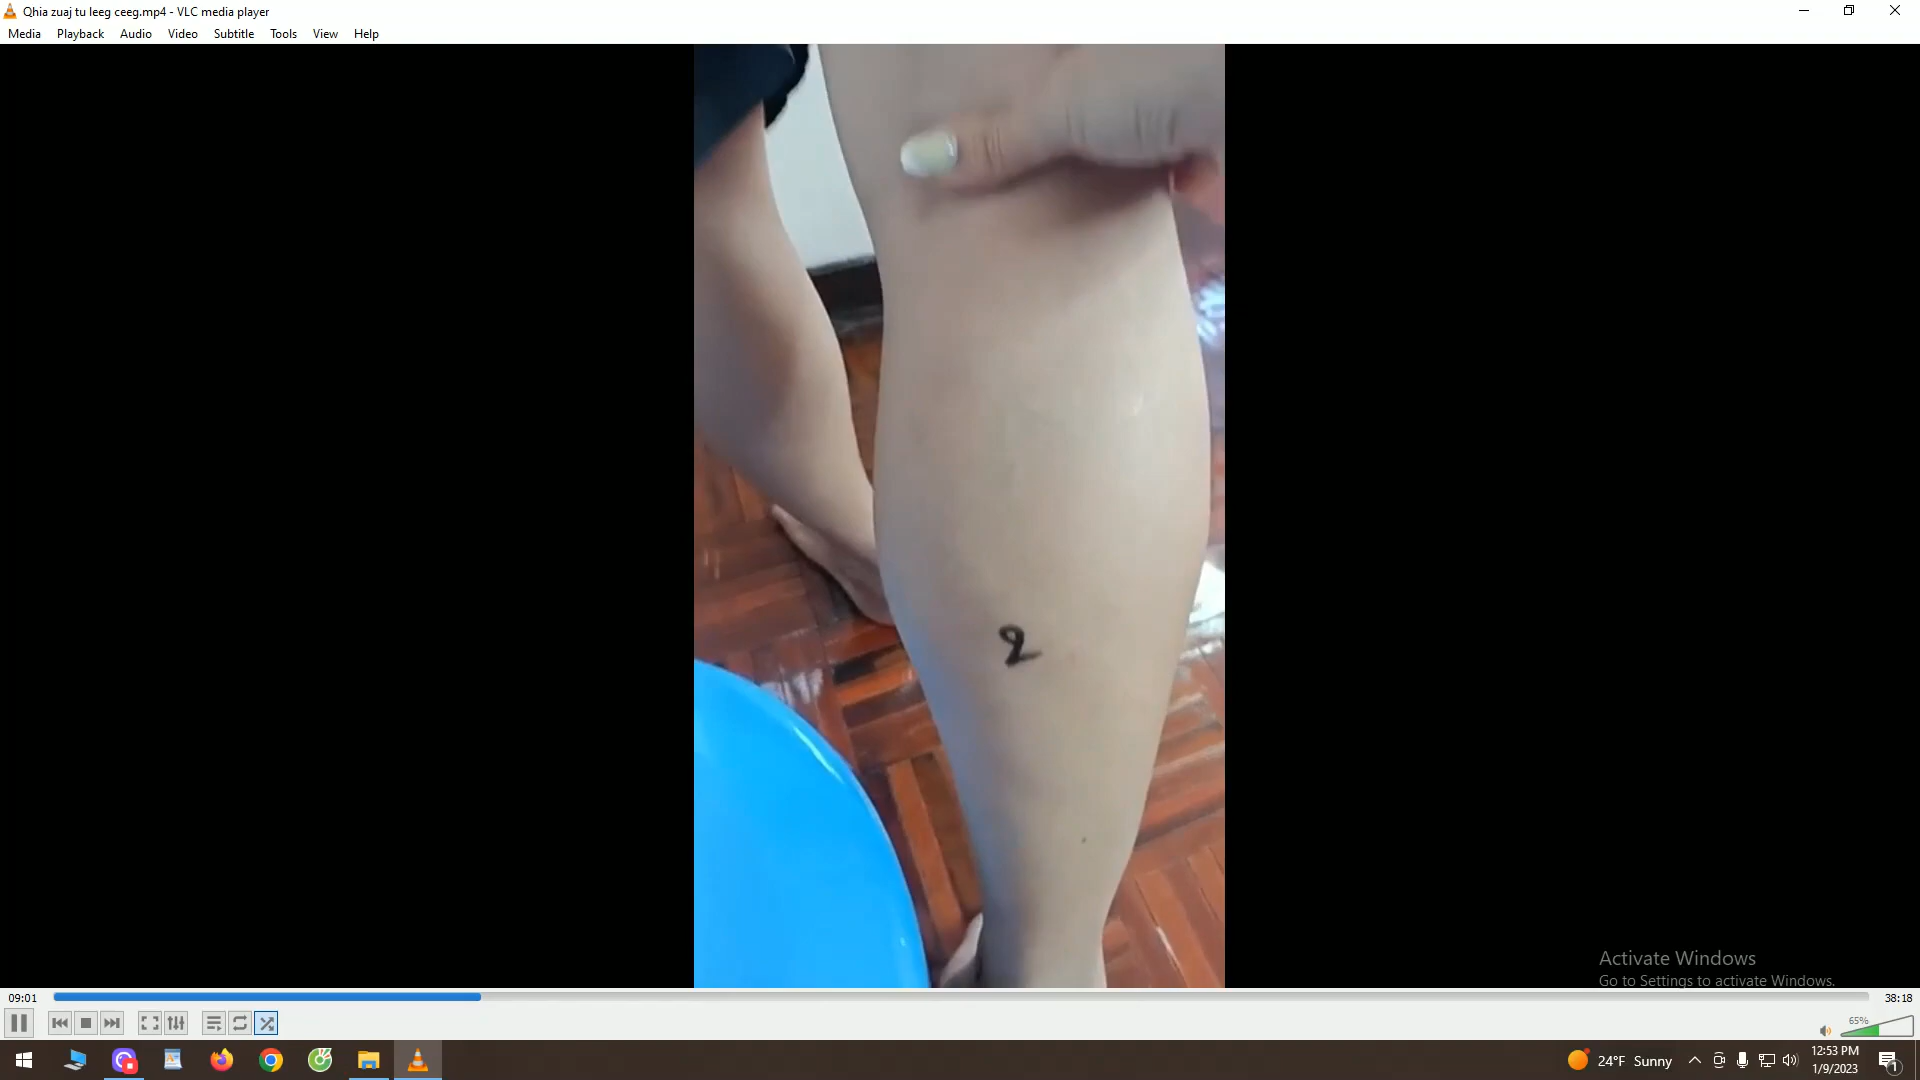 Qhia zuaj tu leeg ceeg.mp4 - VLC media player
Media Playback Audio Video Subtitle Tools View Help
2
Activate Windows
Go to Settings to activate Windows.
09:01
38:18
65%
24°F Sunny
12:53 PM
1/9/2023
1